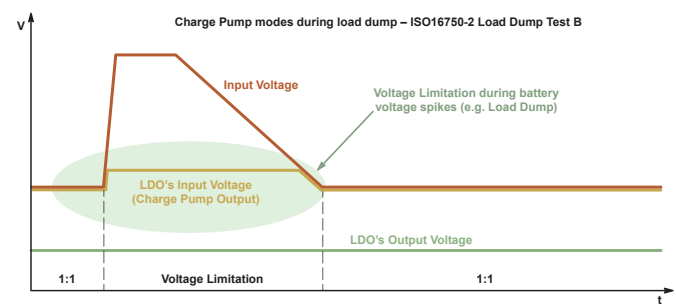 Charge Pump modes during load dump – ISO16750-2 Load Dump Test B
V
Input Voltage
Voltage Limitation during battery
voltage spikes (e.g. Load Dump)
LDO's Input Voltage
(Charge Pump Output)
LDO's Output Voltage
1:1
Voltage Limitation
1:1
t